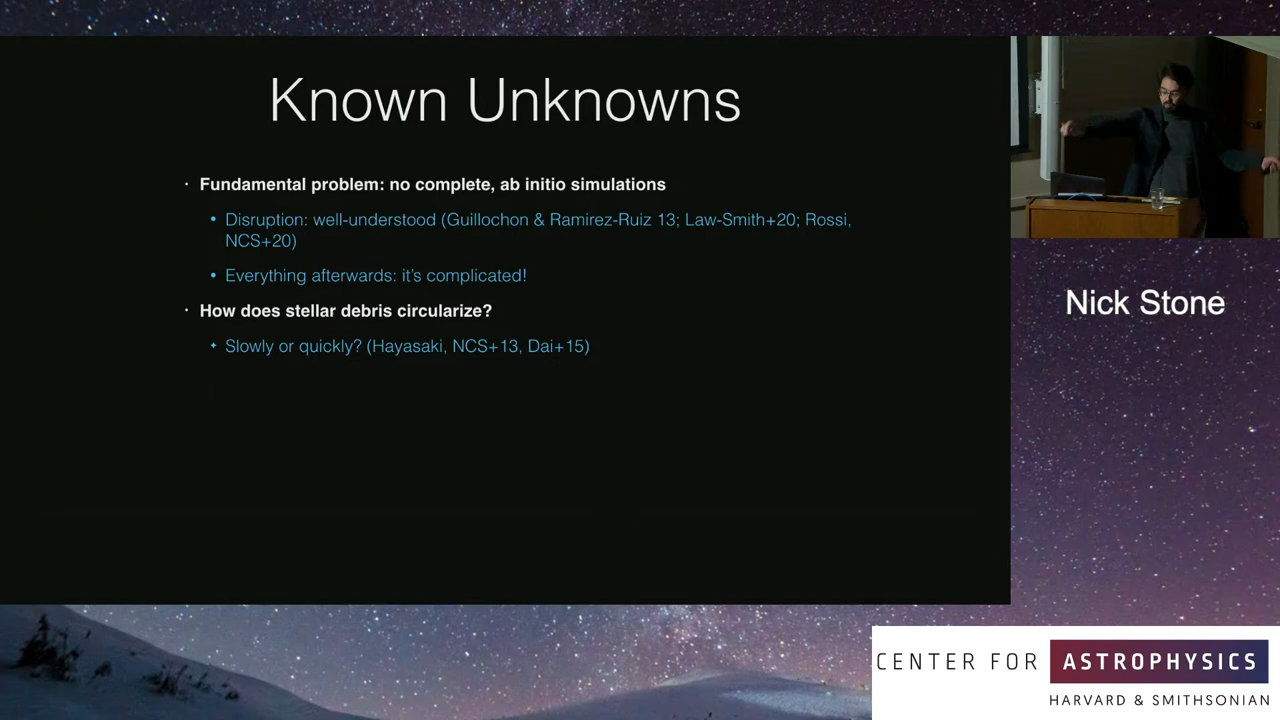 Known Unknowns
· Fundamental problem: no complete, ab initio simulations
• Disruption: well-understood (Guillochon & Ramirez-Ruiz 13; Law-Smith+20; Rossi,
NCS+20)
• Everything afterwards: it's complicated!
· How does stellar debris circularize?
✦ Slowly or quickly? (Hayasaki, NCS+13, Dai+15)
Nick Stone
CENTER FOR ASTROPHYSICS
HARVARD & SMITHSONIAN